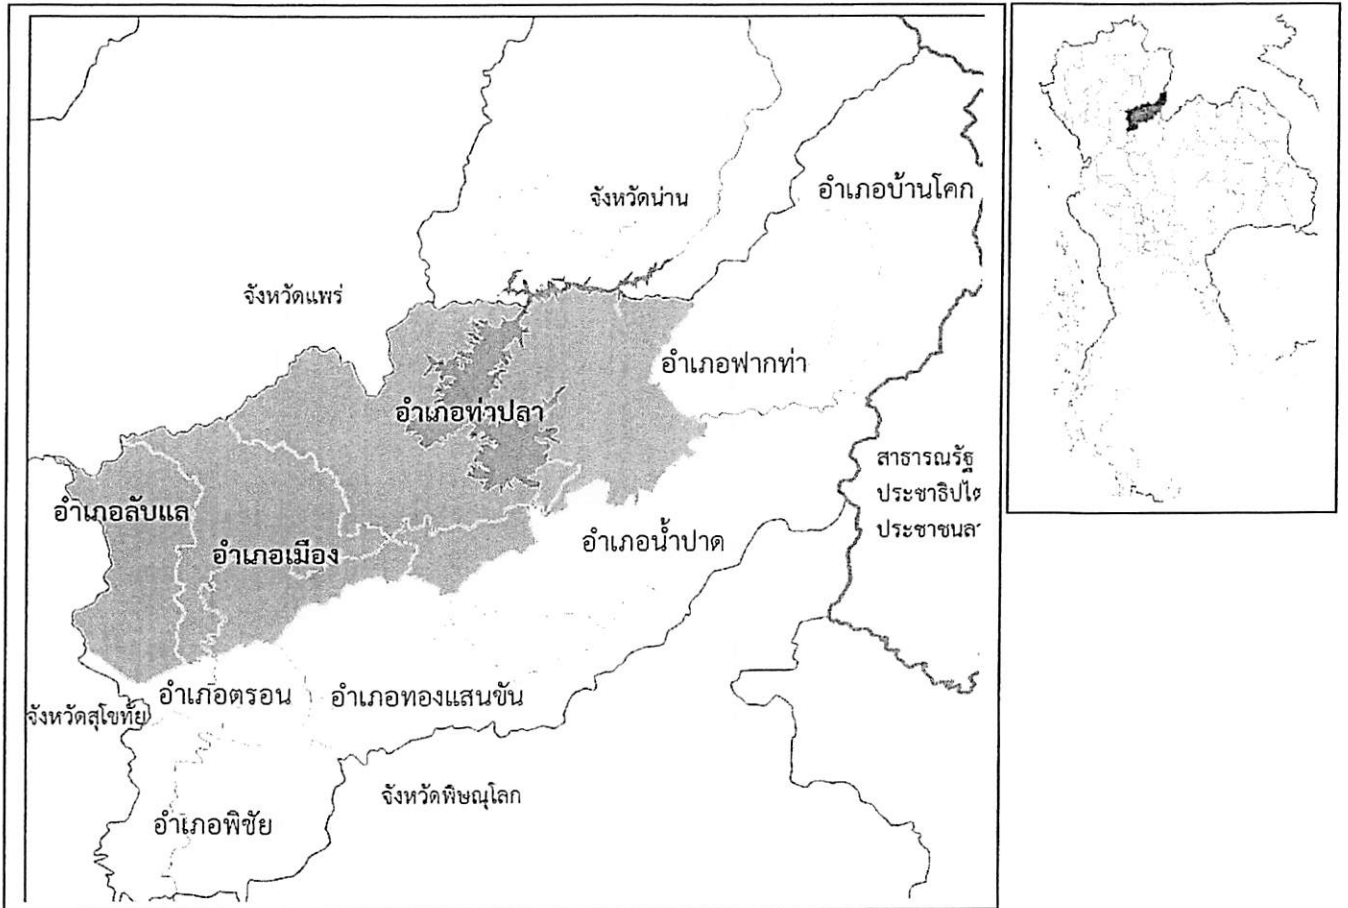 จังหวัดน่าน
อำเภอบ้านโคก
จังหวัดแพร่
อำเภอฟากท่า
อำเภอท่าปลา
สาธารณรัฐ
ประชาธิปไต
ประชาชนลา
อำเภอลับแล
อำเภอเมือง
อำเภอน้ำปาด
อำเภอตรอน
อำเภอทองแสนขัน
จังหวัดสุโขทัย
จังหวัดพิษณุโลก
อำเภอพิชัย